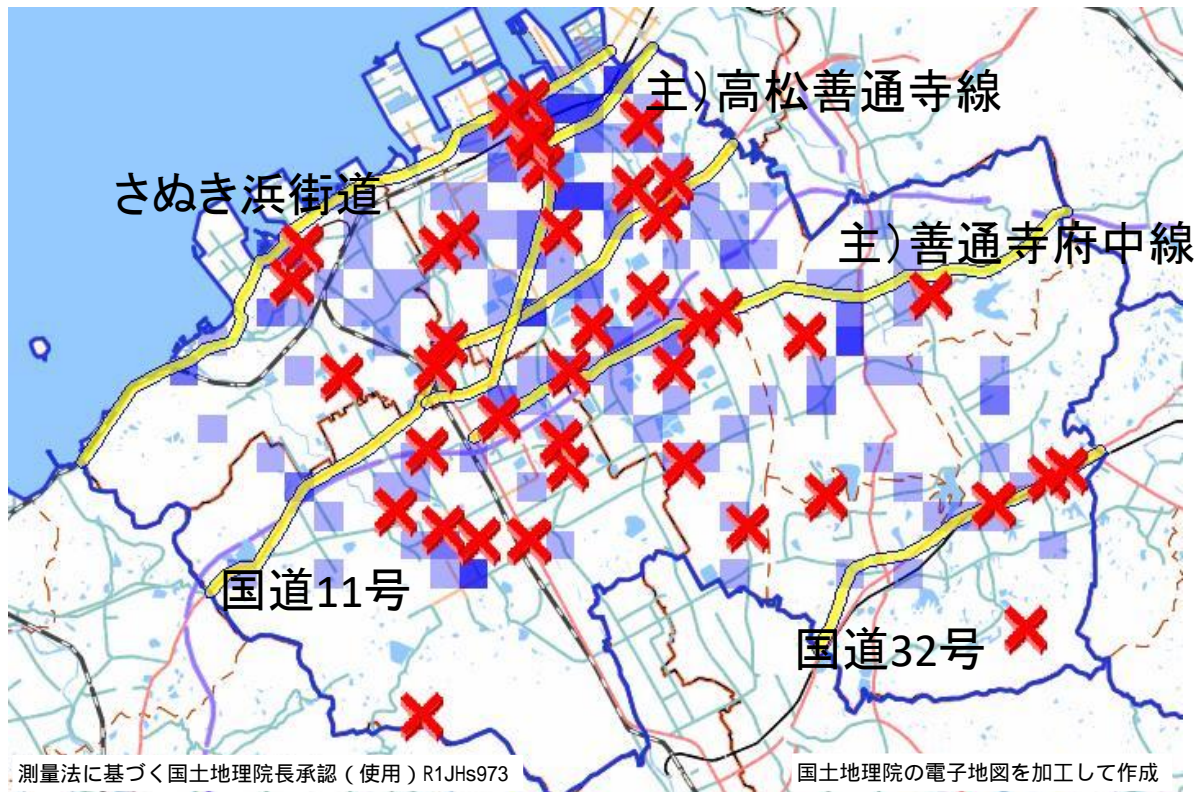 主）高松善通寺線
さぬき浜街道
主）善通寺府中線
国道11号
国道32号
測量法に基づく国土地理院長承認（使用）R1JHs973
国土地理院の電子地図を加工して作成